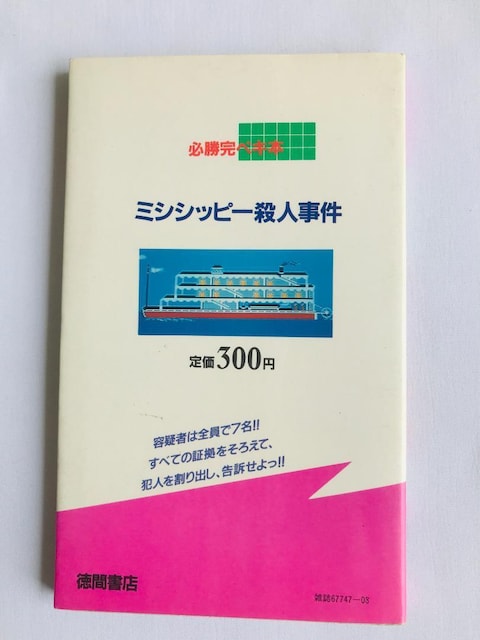 必勝完ペキ本
ミシシッピー殺人事件
定価300円
容疑者は全員で7名!!
すべての証拠をそろえて、
犯人を割り出し、告訴せよっ!!
徳間書店
雑誌67747-03